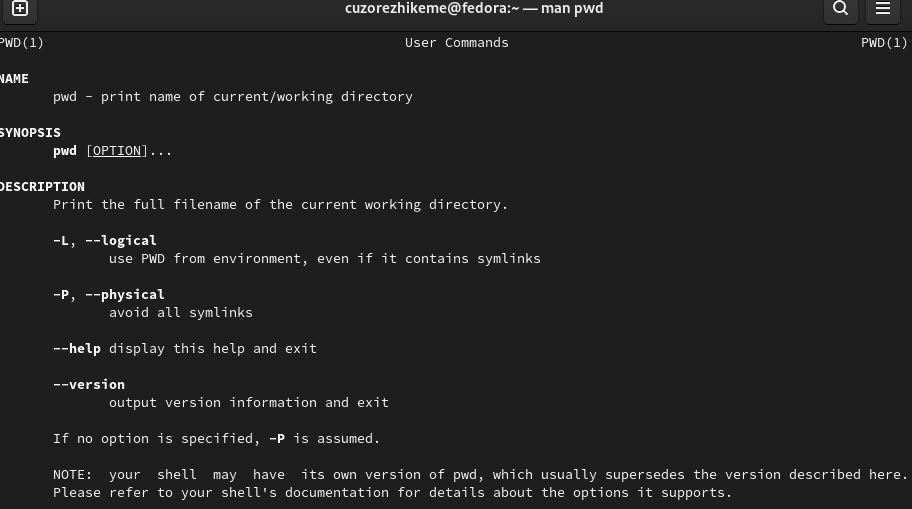 cuzorezhikeme@fedora:~ — man pwd
PWD(1) User Commands PWD(1)
NAME
pwd - print name of current/working directory
SYNOPSIS
pwd [OPTION]...
DESCRIPTION
Print the full filename of the current working directory.
-L, --logical
use PWD from environment, even if it contains symlinks
-P, --physical
avoid all symlinks
--help display this help and exit
--version
output version information and exit
If no option is specified, -P is assumed.
NOTE: your shell may have its own version of pwd, which usually supersedes the version described here.
Please refer to your shell's documentation for details about the options it supports.